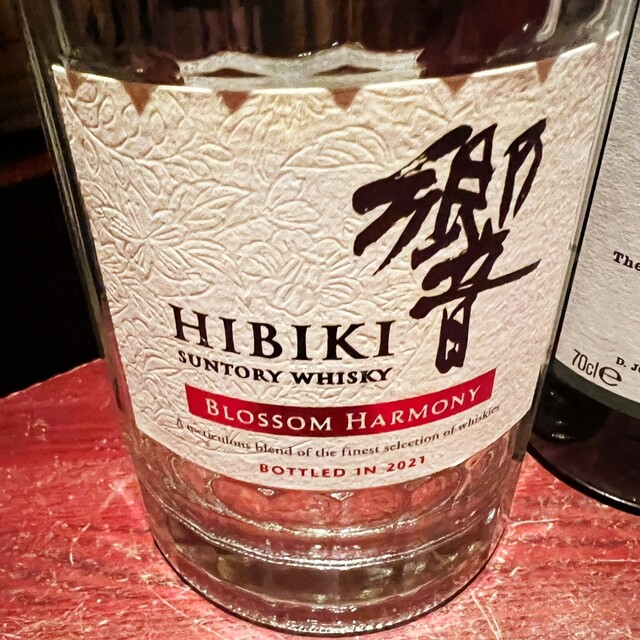 響
HIBIKI
SUNTORY WHISKY
BLOSSOM HARMONY
A meticulous blend of the finest selection of whiskies
BOTTLED IN 2021
The
D. J
70cl e